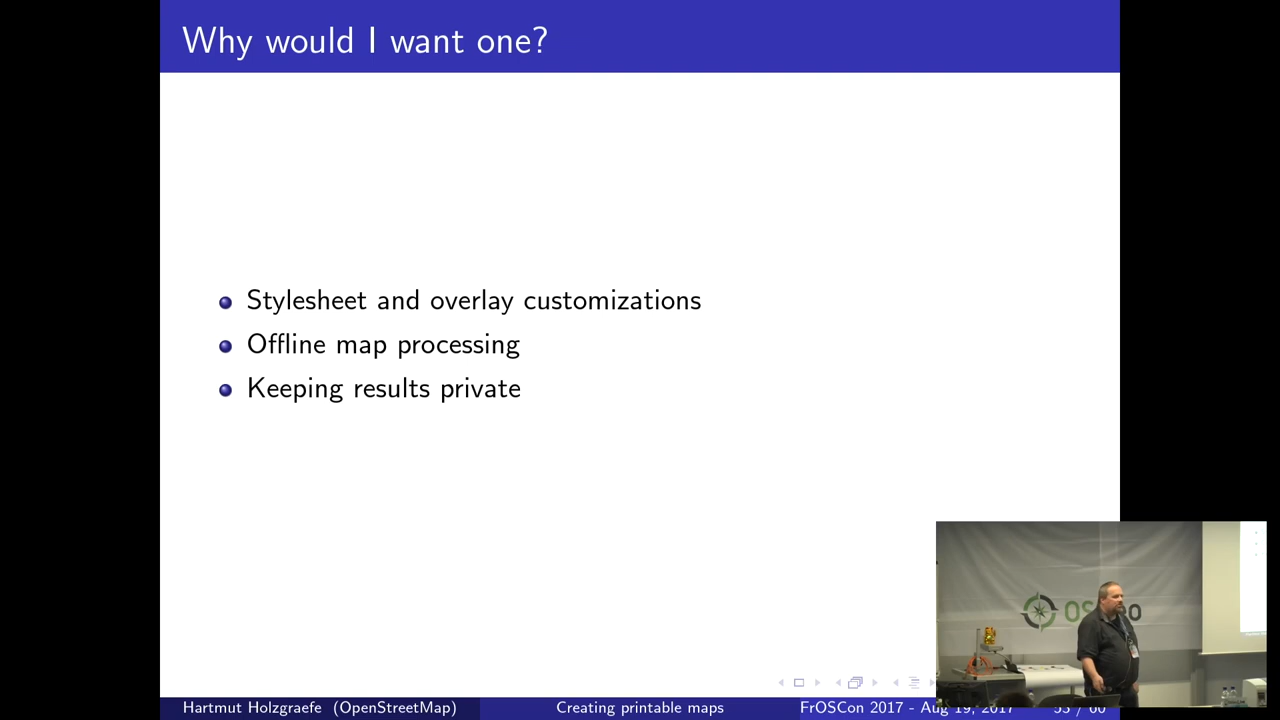 Why would I want one?
Stylesheet and overlay customizations
Offline map processing
Keeping results private
Hartmut Holzgraefe (OpenStreetMap)
Creating printable maps
FrOSCon 2017 - Aug 19, 2017